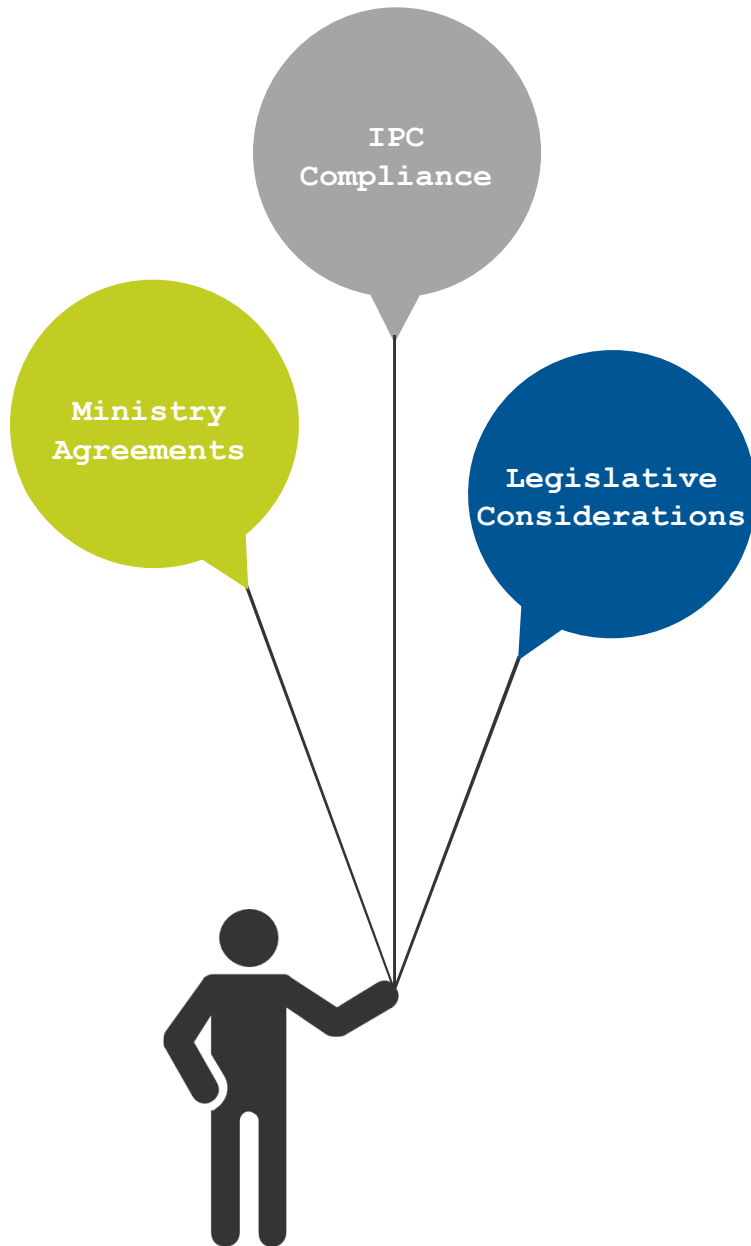 IPC
Compliance
Ministry
Agreements
Legislative
Considerations